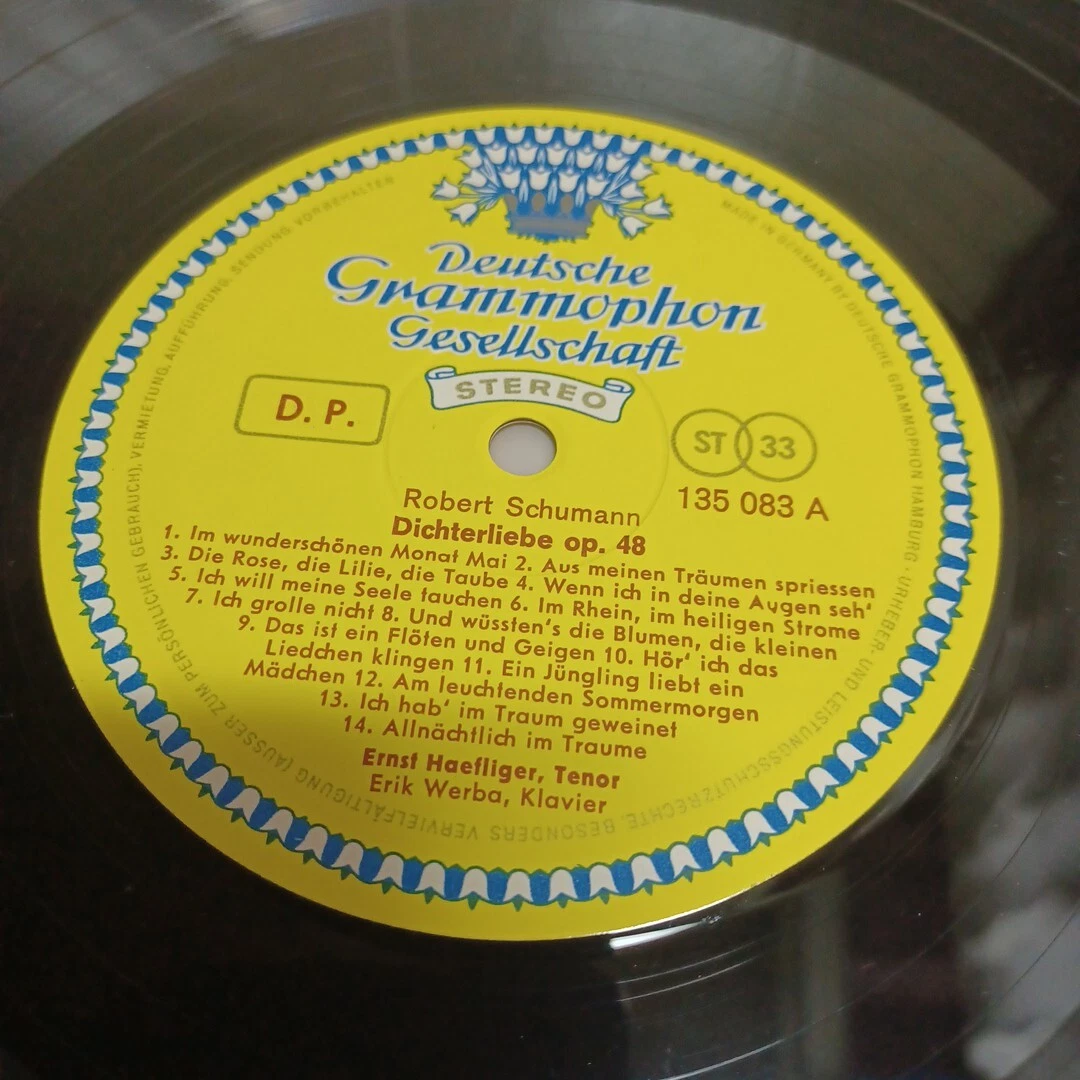 Deutsche
Grammophon
Gesellschaft
STEREO
D. P.
ST 33
135 083 A
Robert Schumann
Dichterliebe op. 48
1. Im wunderschönen Monat Mai 2. Aus meinen Träumen spriessen
3. Die Rose, die Lilie, die Taube 4. Wenn ich in deine Augen seh'
5. Ich will meine Seele tauchen 6. Im Rhein, im heiligen Strome
7. Ich grolle nicht 8. Und wüssten's die Blumen, die kleinen
9. Das ist ein Flöten und Geigen 10. Hör' ich das
Liedchen klingen 11. Ein Jüngling liebt ein
Mädchen 12. Am leuchtenden Sommermorgen
13. Ich hab' im Traum geweinet
14. Allnächtlich im Traume
Ernst Haefliger, Tenor
Erik Werba, Klavier
MADE IN GERMANY BY DEUTSCHE GRAMMOPHON HAMBURG · URHEBER- UND LEISTUNGSSCHUTZRECHTE, BESONDERS VERVIELFÄLTIGUNG (AUSSER ZUM PERSÖNLICHEN GEBRAUCH), VERMIETUNG, AUFFÜHRUNG, SENDUNG VORBEHALTEN